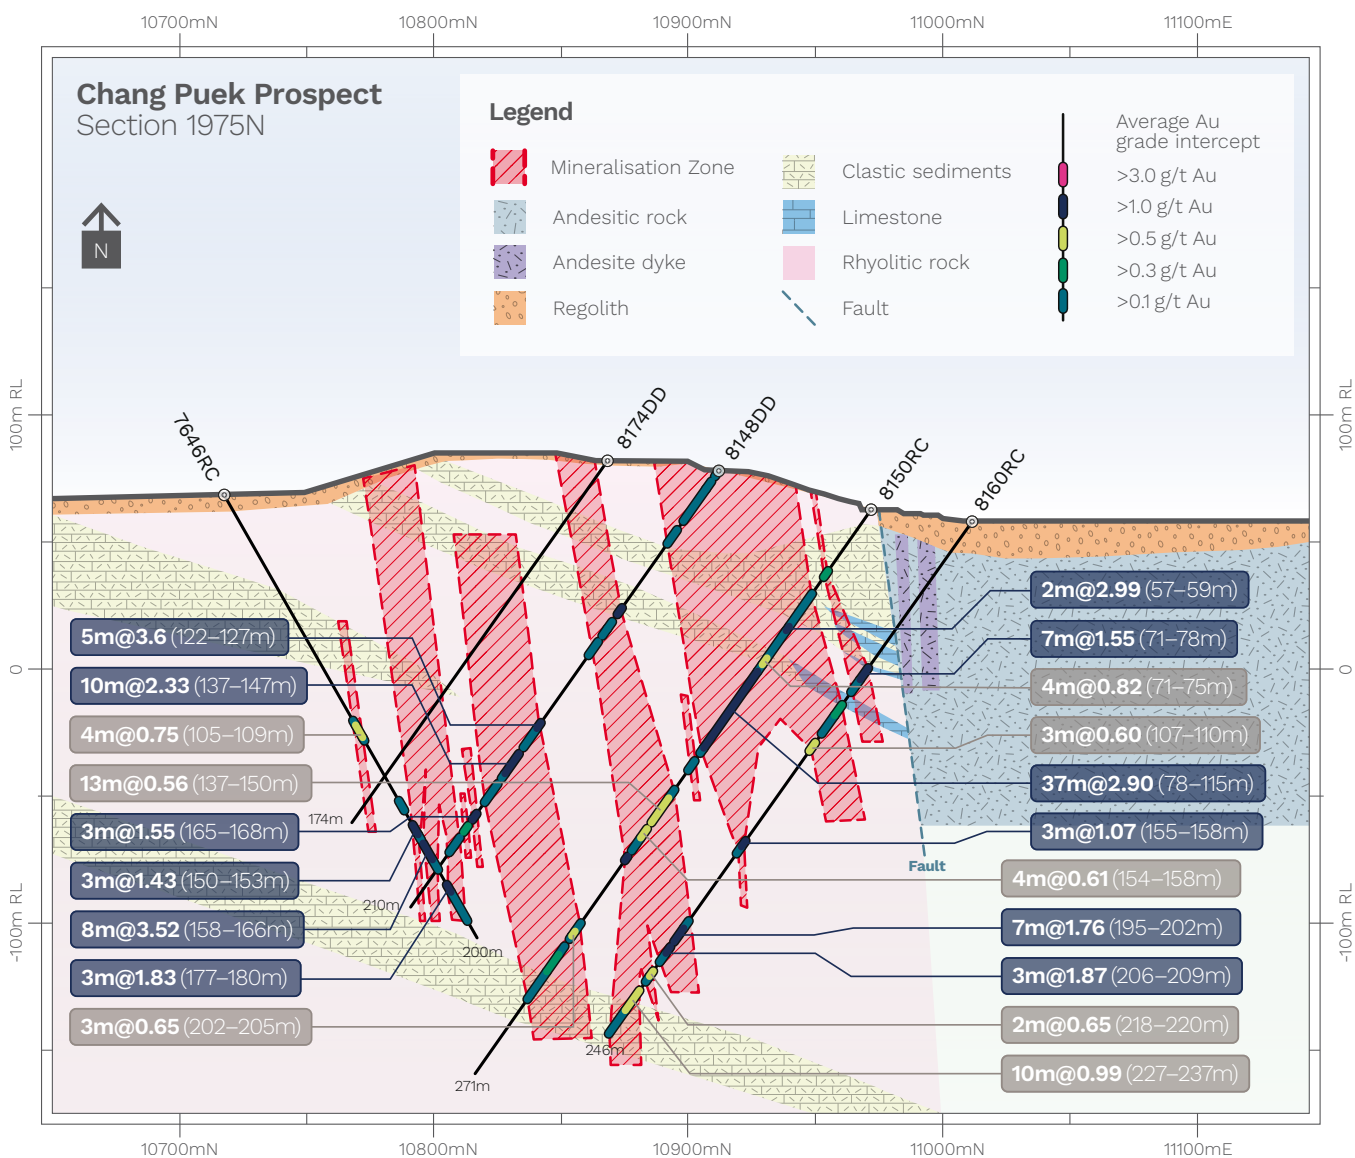 10700mN
10800mN
10900mN
11000mN
11100mE
Chang Puek Prospect
Section 1975N
N
Legend
Mineralisation Zone
Andesitic rock
Andesite dyke
Regolith
Clastic sediments
Limestone
Rhyolitic rock
Fault
Average Au
grade intercept
>3.0 g/t Au
>1.0 g/t Au
>0.5 g/t Au
>0.3 g/t Au
>0.1 g/t Au
100m RL
0
-100m RL
100m RL
0
-100m RL
7646RC
8174DD
8148DD
8150RC
8160RC
5m@3.6 (122–127m)
10m@2.33 (137–147m)
4m@0.75 (105–109m)
13m@0.56 (137–150m)
3m@1.55 (165–168m)
3m@1.43 (150–153m)
8m@3.52 (158–166m)
3m@1.83 (177–180m)
3m@0.65 (202–205m)
2m@2.99 (57–59m)
7m@1.55 (71–78m)
4m@0.82 (71–75m)
3m@0.60 (107–110m)
37m@2.90 (78–115m)
3m@1.07 (155–158m)
4m@0.61 (154–158m)
7m@1.76 (195–202m)
3m@1.87 (206–209m)
2m@0.65 (218–220m)
10m@0.99 (227–237m)
174m
210m
200m
246m
271m
Fault
10700mN
10800mN
10900mN
11000mN
11100mE